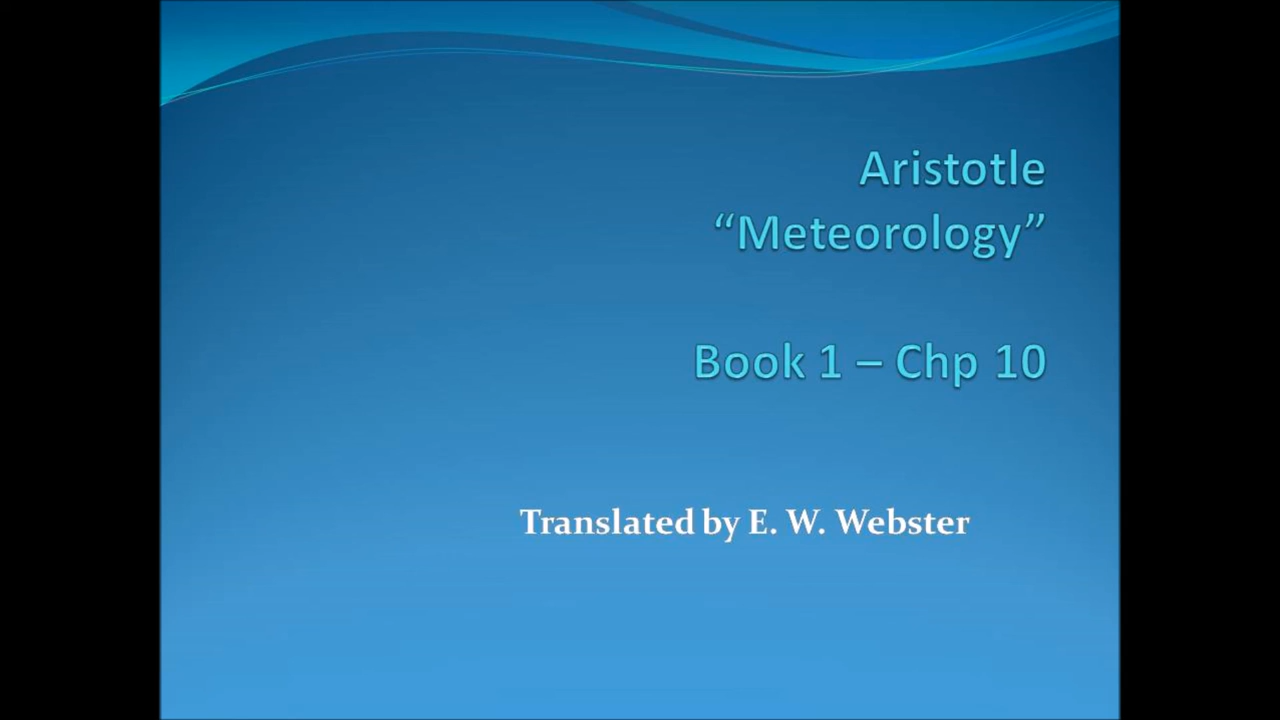 Aristotle
“Meteorology”
Book 1 – Chp 10
Translated by E. W. Webster